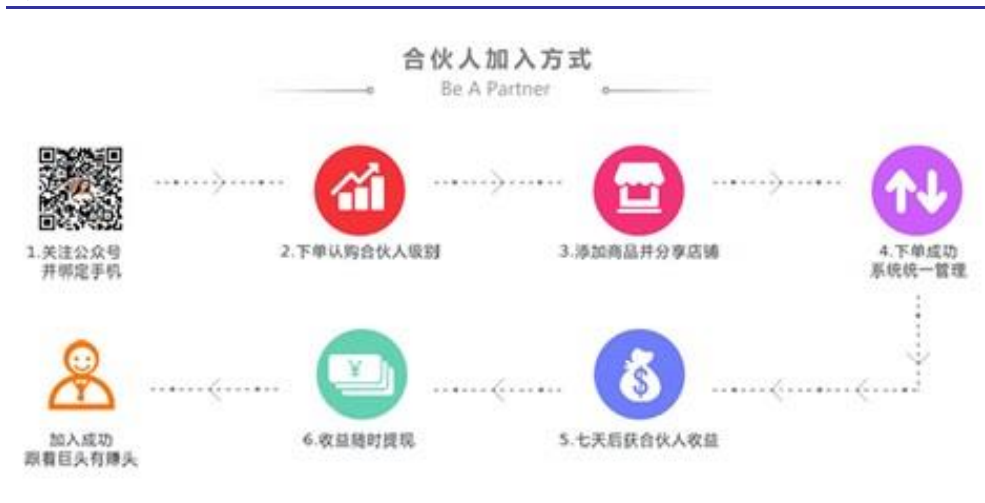 合伙人加入方式
Be A Partner
1.关注公众号
并绑定手机
2.下单认购合伙人级别
3.添加商品并分享店铺
4.下单成功
系统统一管理
5.七天后获合伙人收益
6.收益随时提现
加入成功
跟着巨头有赚头